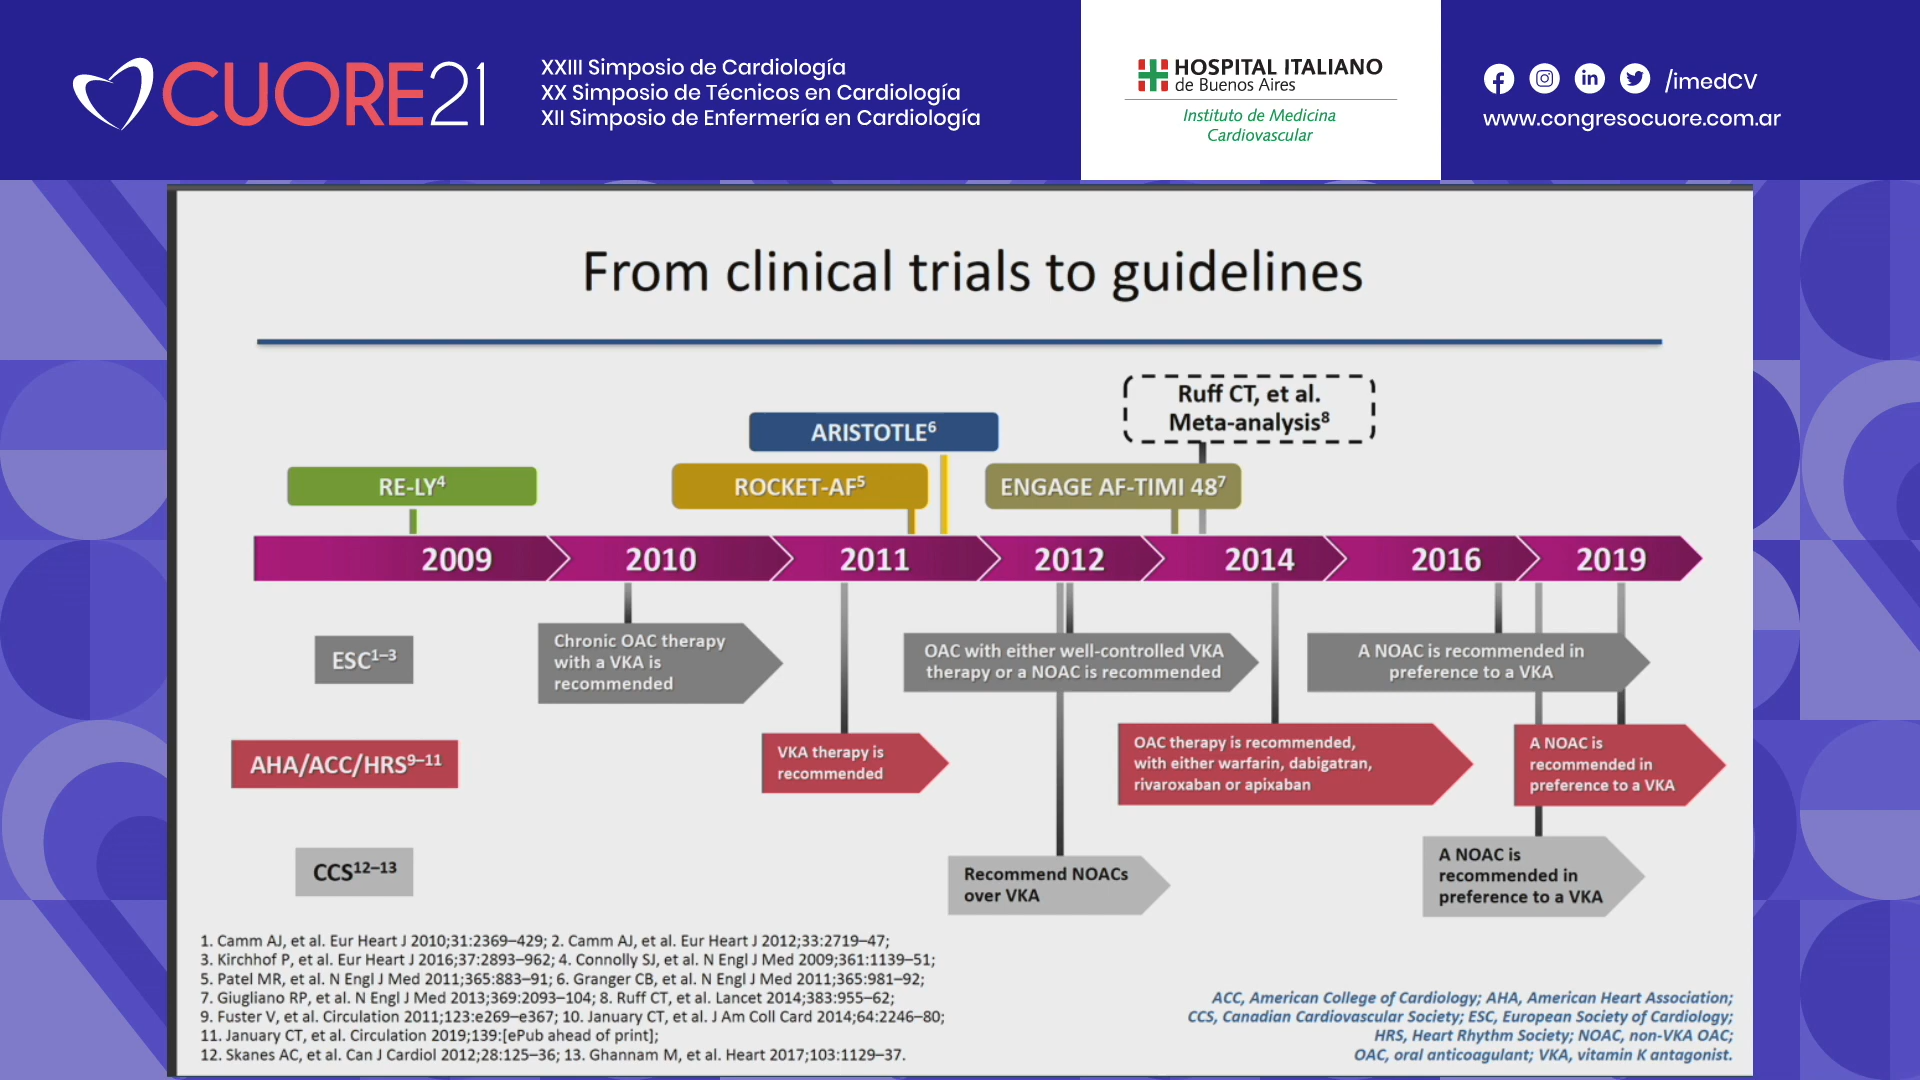 CUORE21
XXIII Simposio de Cardiología
XX Simposio de Técnicos en Cardiología
XII Simposio de Enfermería en Cardiología
HOSPITAL ITALIANO
de Buenos Aires
Instituto de Medicina
Cardiovascular
/imedCV
www.congresocuore.com.ar
From clinical trials to guidelines
Ruff CT, et al.
Meta-analysis⁸
ARISTOTLE⁶
RE-LY⁴
ROCKET-AF⁵
ENGAGE AF-TIMI 48⁷
2009
2010
2011
2012
2014
2016
2019
ESC¹⁻³
Chronic OAC therapy
with a VKA is
recommended
OAC with either well-controlled VKA
therapy or a NOAC is recommended
A NOAC is recommended in
preference to a VKA
AHA/ACC/HRS⁹⁻¹¹
VKA therapy is
recommended
OAC therapy is recommended,
with either warfarin, dabigatran,
rivaroxaban or apixaban
A NOAC is
recommended in
preference to a VKA
CCS¹²⁻¹³
Recommend NOACs
over VKA
A NOAC is
recommended in
preference to a VKA
1. Camm AJ, et al. Eur Heart J 2010;31:2369–429; 2. Camm AJ, et al. Eur Heart J 2012;33:2719–47;
3. Kirchhof P, et al. Eur Heart J 2016;37:2893–962; 4. Connolly SJ, et al. N Engl J Med 2009;361:1139–51;
5. Patel MR, et al. N Engl J Med 2011;365:883–91; 6. Granger CB, et al. N Engl J Med 2011;365:981–92;
7. Giugliano RP, et al. N Engl J Med 2013;369:2093–104; 8. Ruff CT, et al. Lancet 2014;383:955–62;
9. Fuster V, et al. Circulation 2011;123:e269–e367; 10. January CT, et al. J Am Coll Card 2014;64:2246–80;
11. January CT, et al. Circulation 2019;139:[ePub ahead of print];
12. Skanes AC, et al. Can J Cardiol 2012;28:125–36; 13. Ghannam M, et al. Heart 2017;103:1129–37.
ACC, American College of Cardiology; AHA, American Heart Association;
CCS, Canadian Cardiovascular Society; ESC, European Society of Cardiology;
HRS, Heart Rhythm Society; NOAC, non-VKA OAC;
OAC, oral anticoagulant; VKA, vitamin K antagonist.